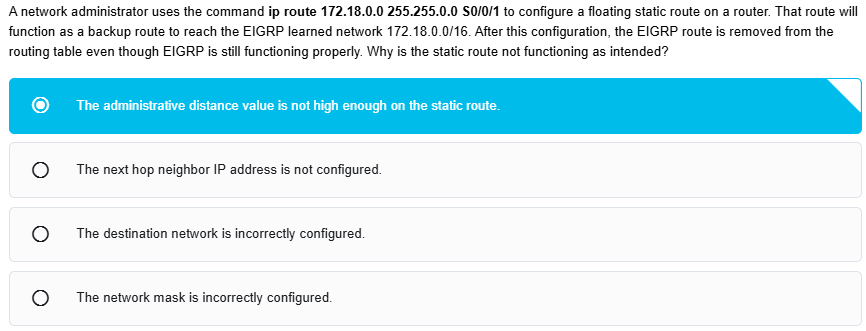 A network administrator uses the command ip route 172.18.0.0 255.255.0.0 S0/0/1 to configure a floating static route on a router. That route will
function as a backup route to reach the EIGRP learned network 172.18.0.0/16. After this configuration, the EIGRP route is removed from the
routing table even though EIGRP is still functioning properly. Why is the static route not functioning as intended?
The administrative distance value is not high enough on the static route.
The next hop neighbor IP address is not configured.
The destination network is incorrectly configured.
The network mask is incorrectly configured.